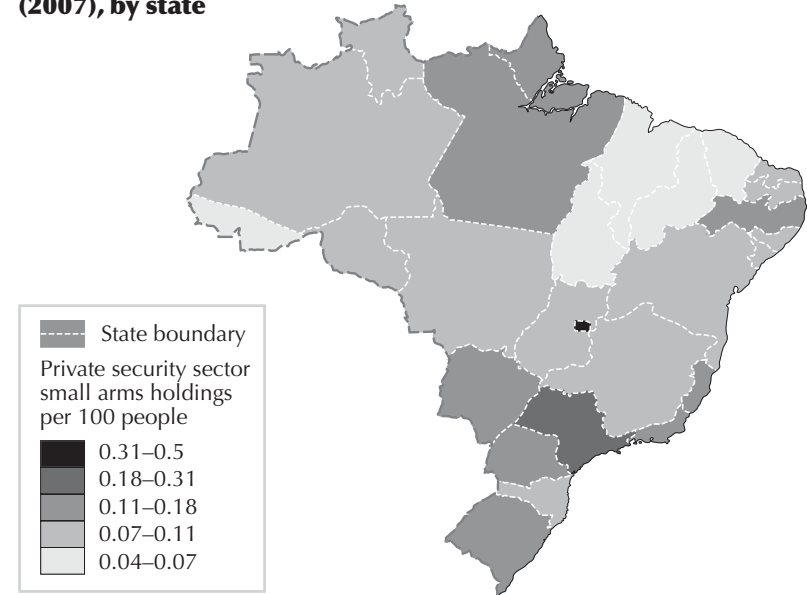 (2007), by state
State boundary
Private security sector
small arms holdings
per 100 people
0.31–0.5
0.18–0.31
0.11–0.18
0.07–0.11
0.04–0.07